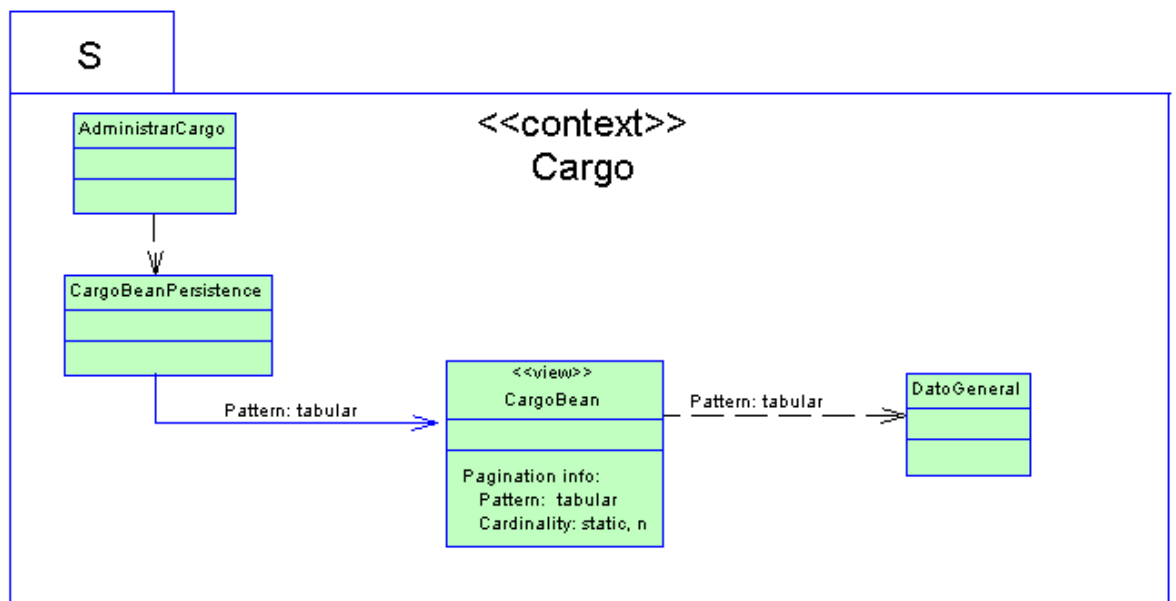 S
<<context>>
Cargo
AdministrarCargo
CargoBeanPersistence
Pattern: tabular
<<view>>
CargoBean
Pagination info:
Pattern: tabular
Cardinality: static, n
Pattern: tabular
DatoGeneral